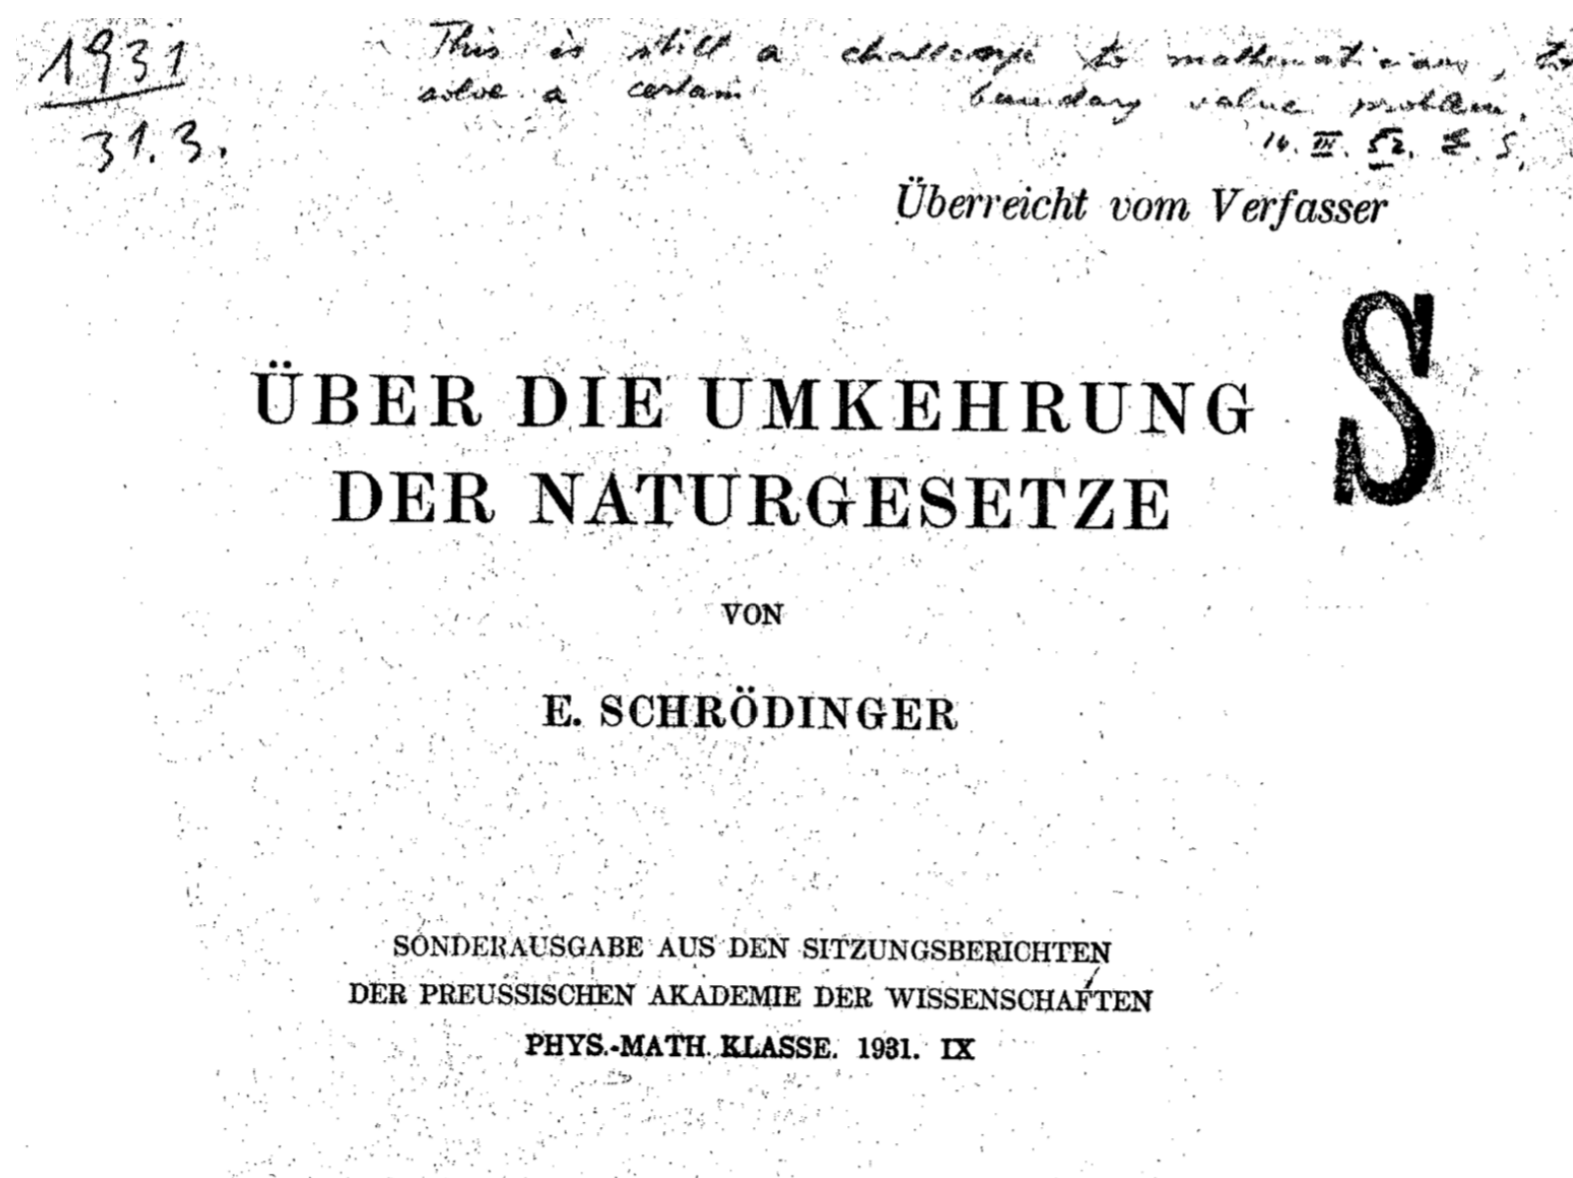 1931
This is still a challenge to mathematicians, to
solve a certain boundary value problem.
31.3.
14. III. 52. E. S.
Überreicht vom Verfasser
S
ÜBER DIE UMKEHRUNG
DER NATURGESETZE
VON
E. SCHRÖDINGER
SONDERAUSGABE AUS DEN SITZUNGSBERICHTEN
DER PREUSSISCHEN AKADEMIE DER WISSENSCHAFTEN
PHYS.-MATH. KLASSE. 1931. IX